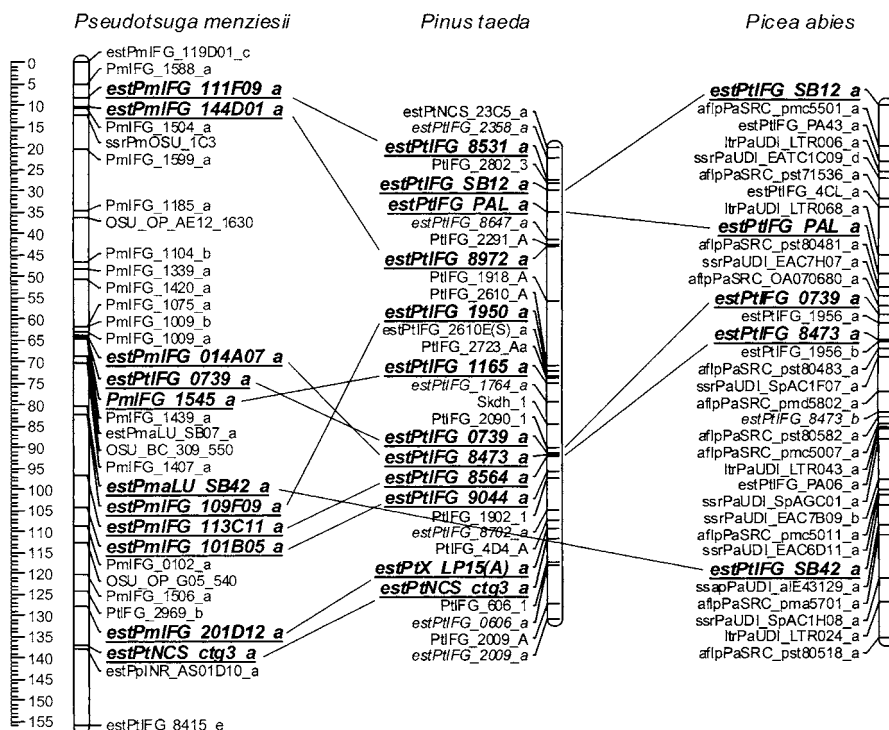 Pseudotsuga menziesii
Pinus taeda
Picea abies
0
5
10
15
20
25
30
35
40
45
50
55
60
65
70
75
80
85
90
95
100
105
110
115
120
125
130
135
140
145
150
155
estPmIFG_119D01_c
PmIFG_1588_a
estPmIFG_111F09_a
estPmIFG_144D01_a
PmIFG_1504_a
ssrPmOSU_1C3
PmIFG_1599_a
PmIFG_1185_a
OSU_OP_AE12_1630
PmIFG_1104_b
PmIFG_1339_a
PmIFG_1420_a
PmIFG_1075_a
PmIFG_1009_b
PmIFG_1009_a
estPmIFG_014A07_a
estPtIFG_0739_a
PmIFG_1545_a
PmIFG_1439_a
estPmaLU_SB07_a
OSU_BC_309_550
PmIFG_1407_a
estPmaLU_SB42_a
estPmIFG_109F09_a
estPmIFG_113C11_a
estPmIFG_101B05_a
PmIFG_0102_a
OSU_OP_G05_540
PmIFG_1506_a
PtIFG_2969_b
estPmIFG_201D12_a
estPtNCS_ctg3_a
estPpINR_AS01D10_a
estPtIFG_8415_e
estPtNCS_23C5_a
estPtIFG_2358_a
estPtIFG_8531_a
PtIFG_2802_3
estPtIFG_SB12_a
estPtIFG_PAL_a
estPtIFG_8647_a
PtIFG_2291_A
estPtIFG_8972_a
PtIFG_1918_A
PtIFG_2610_A
estPtIFG_1950_a
estPtIFG_2610E(S)_a
PtIFG_2723_Aa
estPtIFG_1165_a
estPtIFG_1764_a
Skdh_1
PtIFG_2090_1
estPtIFG_0739_a
estPtIFG_8473_a
estPtIFG_8564_a
estPtIFG_9044_a
PtIFG_1902_1
estPtIFG_8702_a
PtIFG_4D4_A
estPtX_LP15(A)_a
estPtNCS_ctg3_a
PtIFG_606_1
estPtIFG_0606_a
PtIFG_2009_A
estPtIFG_2009_a
estPtIFG_SB12_a
aflpPaSRC_pmc5501_a
estPtIFG_PA43_a
ltrPaUDI_LTR006_a
ssrPaUDI_EATC1C09_d
aflpPaSRC_pst71536_a
estPtIFG_4CL_a
ltrPaUDI_LTR068_a
estPtIFG_PAL_a
aflpPaSRC_pst80481_a
ssrPaUDI_EAC7H07_a
aflpPaSRC_OA070680_a
estPtIFG_0739_a
estPtIFG_1956_a
estPtIFG_8473_a
estPtIFG_1956_b
aflpPaSRC_pst80483_a
ssrPaUDI_SpAC1F07_a
aflpPaSRC_pmd5802_a
estPtIFG_8473_b
aflpPaSRC_pst80582_a
aflpPaSRC_pmc5007_a
ltrPaUDI_LTR043_a
estPtIFG_PA06_a
ssrPaUDI_SpAGC01_a
ssrPaUDI_EAC7B09_b
aflpPaSRC_pmc5011_a
ssrPaUDI_EAC6D11_a
estPtIFG_SB42_a
ssapPaUDI_alE43129_a
aflpPaSRC_pma5701_a
ssrPaUDI_SpAC1H08_a
ltrPaUDI_LTR024_a
aflpPaSRC_pst80518_a